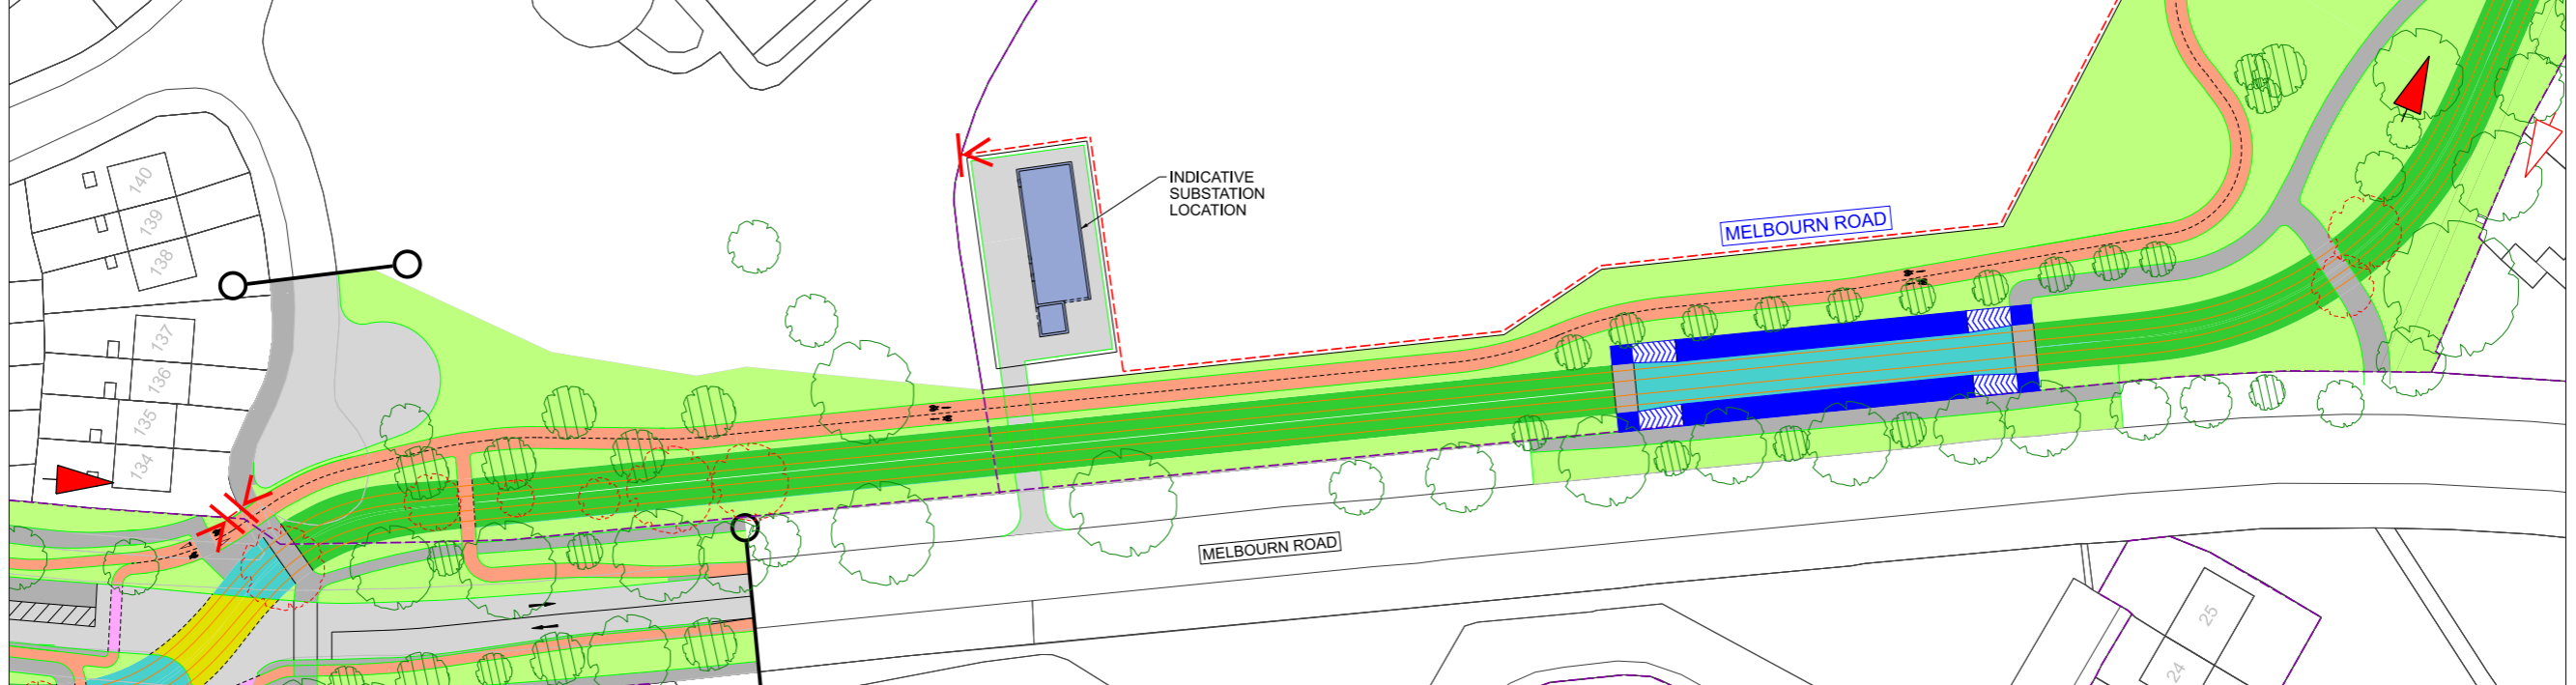 140
139
138
137
136
135
134
INDICATIVE
SUBSTATION
LOCATION
MELBOURN ROAD
MELBOURN ROAD
25
24